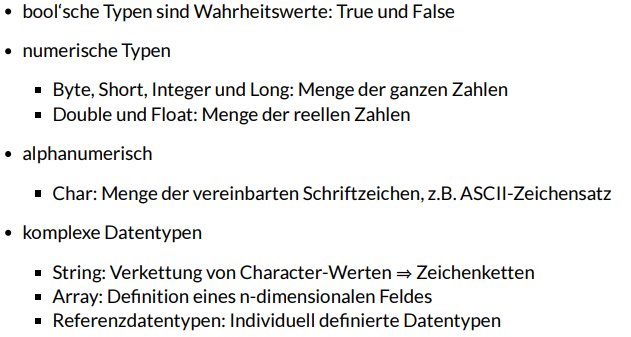 • bool‘sche Typen sind Wahrheitswerte: True und False
• numerische Typen
▪ Byte, Short, Integer und Long: Menge der ganzen Zahlen
▪ Double und Float: Menge der reellen Zahlen
• alphanumerisch
▪ Char: Menge der vereinbarten Schriftzeichen, z.B. ASCII-Zeichensatz
• komplexe Datentypen
▪ String: Verkettung von Character-Werten ⇒ Zeichenketten
▪ Array: Definition eines n-dimensionalen Feldes
▪ Referenzdatentypen: Individuell definierte Datentypen